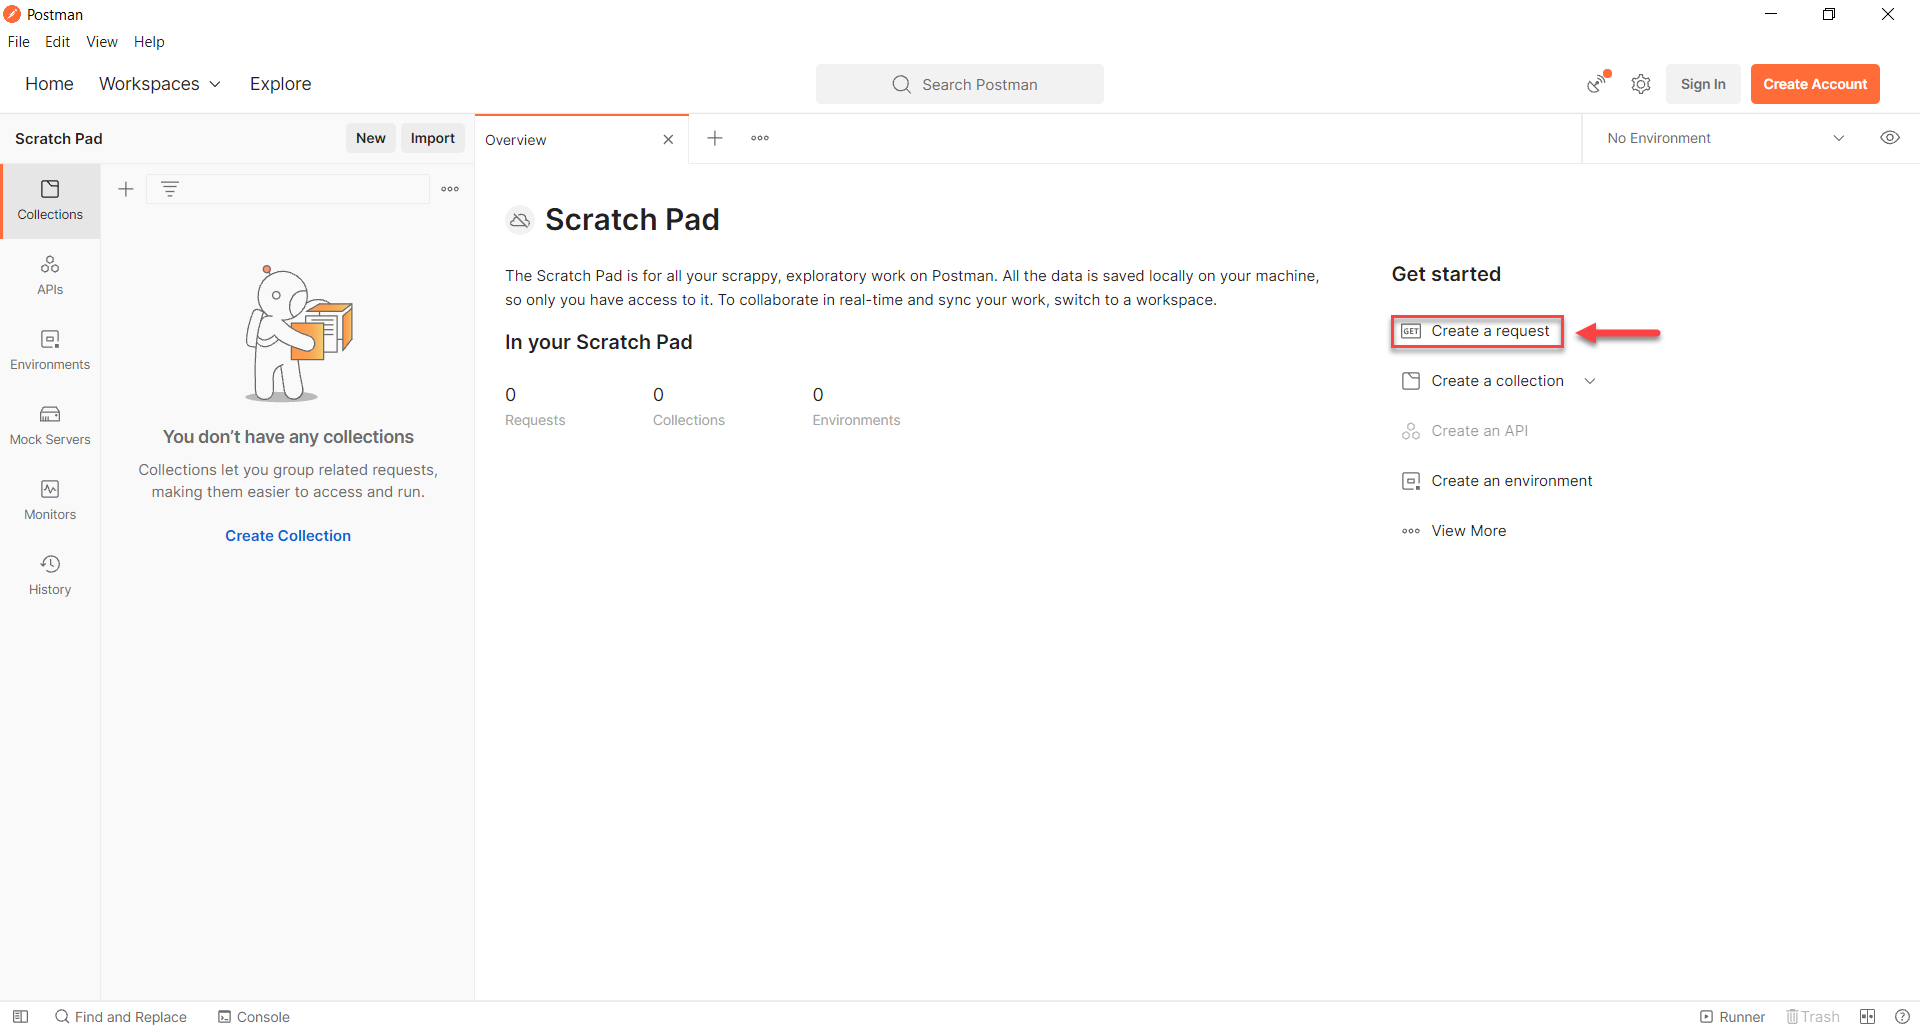 Postman
File Edit View Help
Home Workspaces Explore
Search Postman
Sign In
Create Account
Scratch Pad
New
Import
Overview
No Environment
Collections
APIs
Environments
Mock Servers
Monitors
History
You don’t have any collections
Collections let you group related requests,
making them easier to access and run.
Create Collection
Scratch Pad
The Scratch Pad is for all your scrappy, exploratory work on Postman. All the data is saved locally on your machine,
so only you have access to it. To collaborate in real-time and sync your work, switch to a workspace.
In your Scratch Pad
0 0 0
Requests Collections Environments
Get started
GET Create a request
Create a collection
Create an API
Create an environment
View More
Find and Replace
Console
Runner
Trash